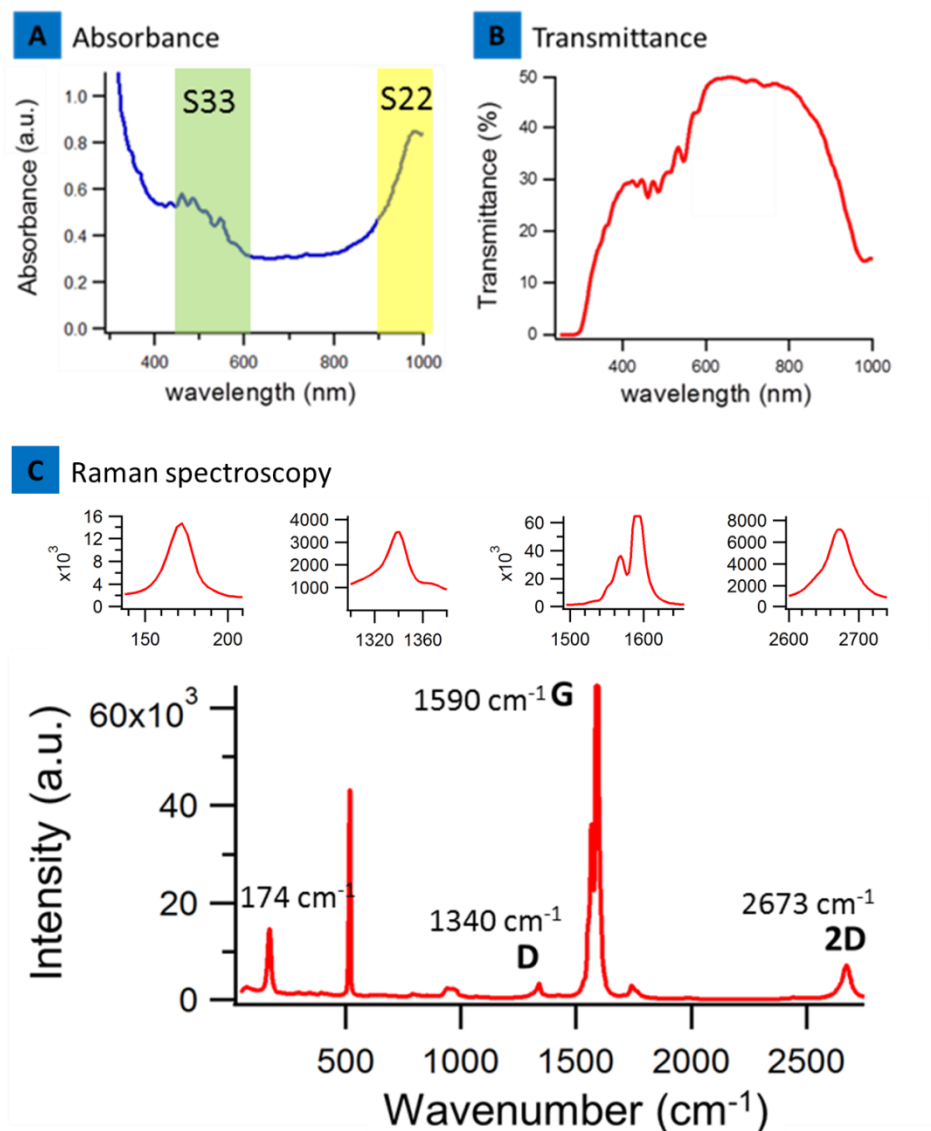 A Absorbance
B Transmittance
S33
S22
1.0
0.8
0.6
0.4
0.2
0.0
Absorbance (a.u.)
400 600 800 1000
wavelength (nm)
50
40
30
20
10
0
Transmittance (%)
400 600 800 1000
wavelength (nm)
C Raman spectroscopy
16
12
8
4
0
x10³
150 200
4000
3000
2000
1000
1320 1360
60
40
20
0
x10³
1500 1600
8000
6000
4000
2000
0
2600 2700
60x10³
40
20
0
Intensity (a.u.)
174 cm⁻¹
1340 cm⁻¹
D
1590 cm⁻¹ G
2673 cm⁻¹
2D
500 1000 1500 2000 2500
Wavenumber (cm⁻¹)